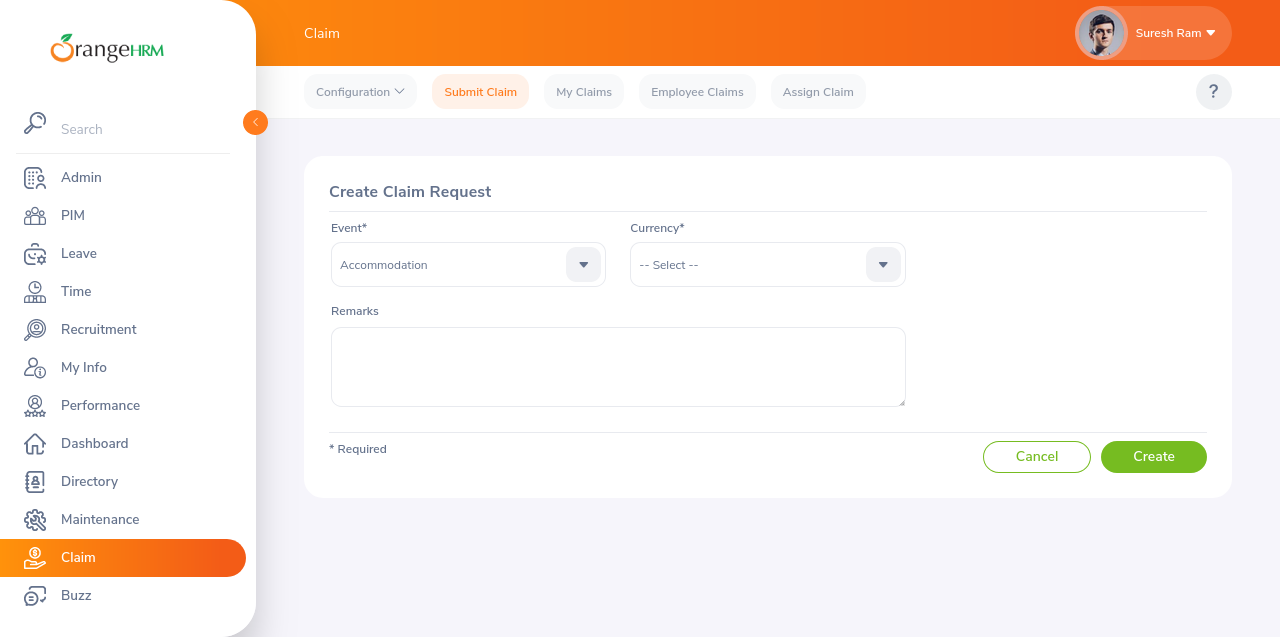 OrangeHRM
Claim
Suresh Ram
Search
Configuration
Submit Claim
My Claims
Employee Claims
Assign Claim
?
Admin
PIM
Leave
Time
Recruitment
My Info
Performance
Dashboard
Directory
Maintenance
Claim
Buzz
Create Claim Request
Event*
Currency*
Accommodation
-- Select --
Remarks
* Required
Cancel
Create